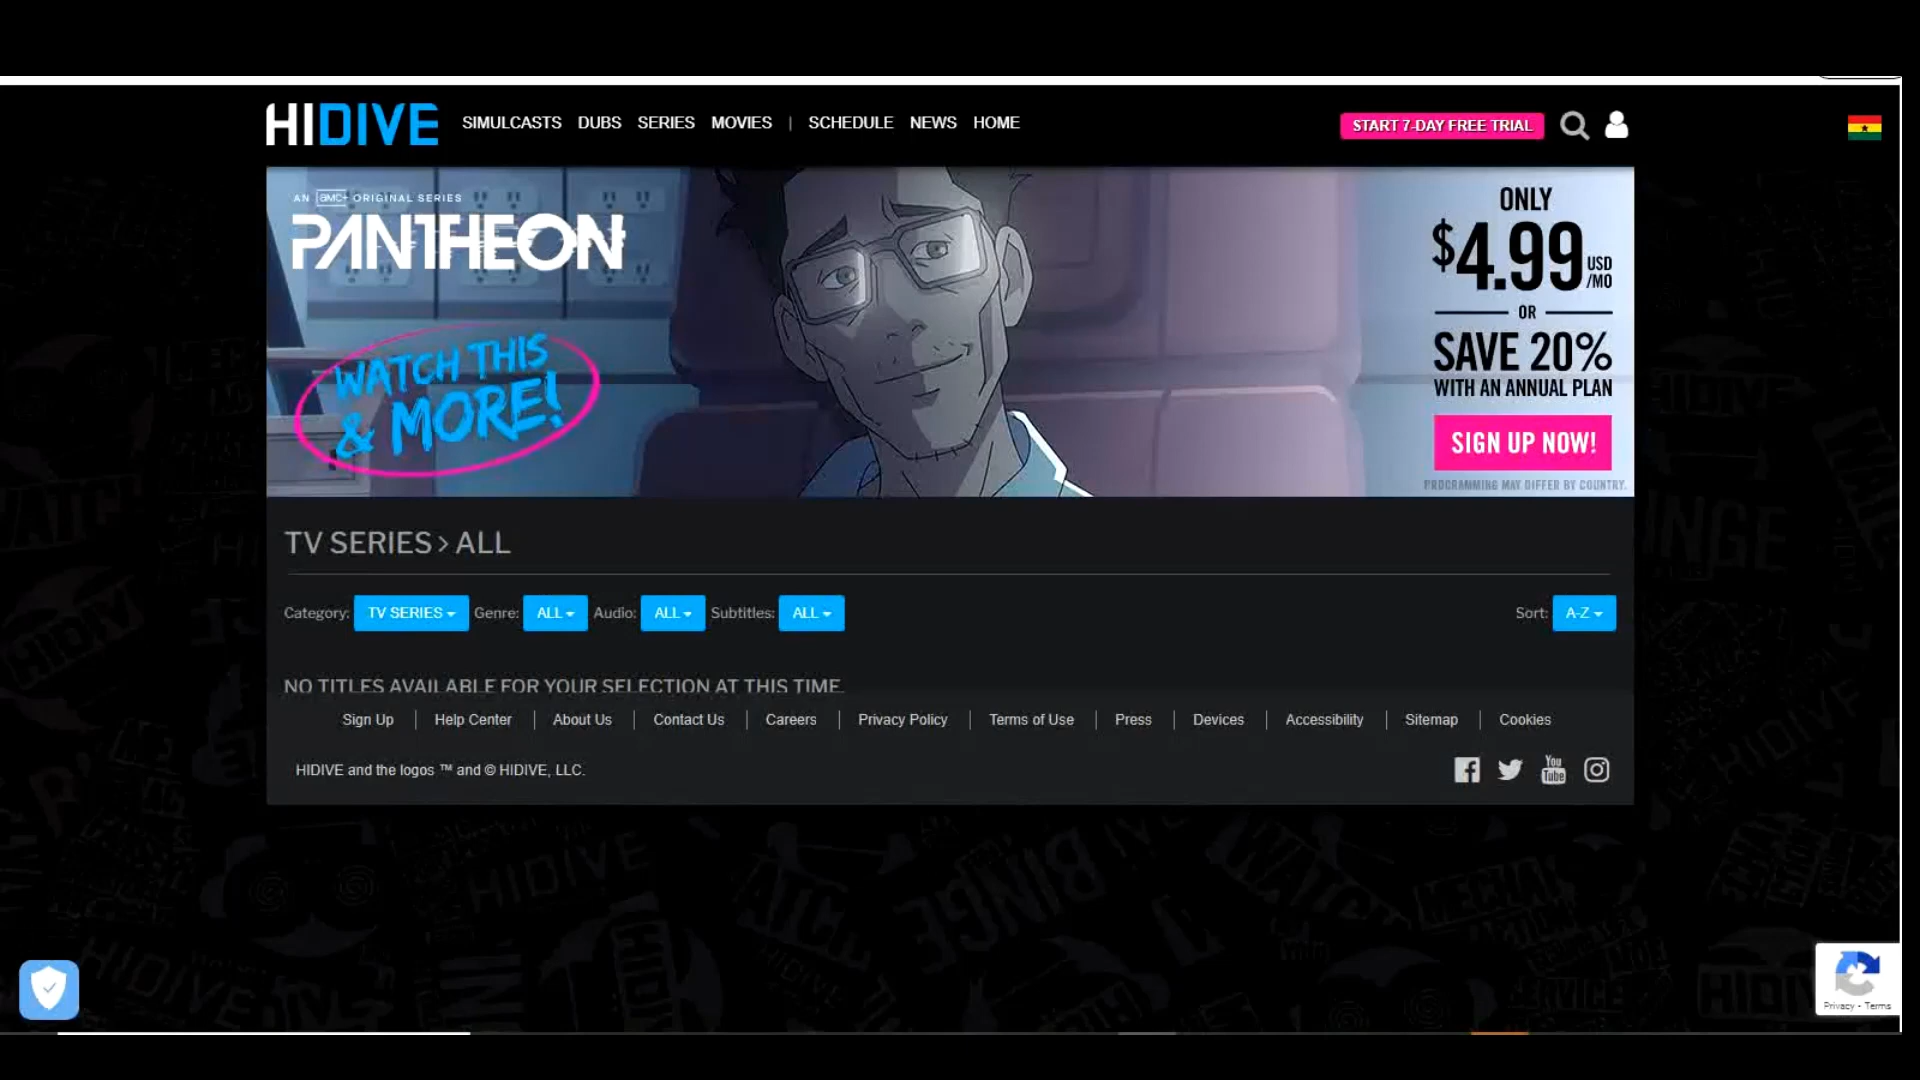 HIDIVE SIMULCASTS DUBS SERIES MOVIES | SCHEDULE NEWS HOME START 7-DAY FREE TRIAL
AN AMC+ ORIGINAL SERIES
PANTHEON
WATCH THIS
& MORE!
ONLY
$4.99 USD /MO
OR
SAVE 20%
WITH AN ANNUAL PLAN
SIGN UP NOW!
PROGRAMMING MAY DIFFER BY COUNTRY.
TV SERIES > ALL
Category: TV SERIES Genre: ALL Audio: ALL Subtitles: ALL Sort: A-Z
NO TITLES AVAILABLE FOR YOUR SELECTION AT THIS TIME.
Sign Up | Help Center | About Us | Contact Us | Careers | Privacy Policy | Terms of Use | Press | Devices | Accessibility | Sitemap | Cookies
HIDIVE and the logos ™ and © HIDIVE, LLC.
You Tube
Privacy - Terms